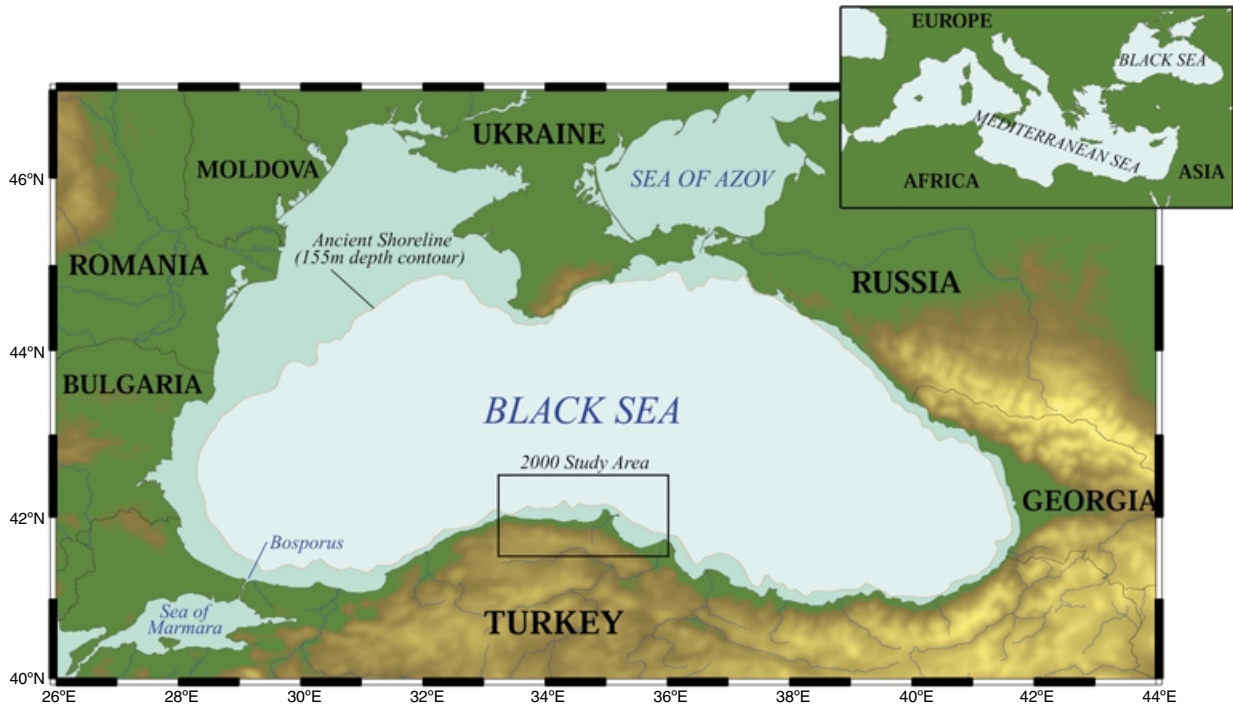 EUROPE
BLACK SEA
MEDITERRANEAN SEA
AFRICA
ASIA
UKRAINE
MOLDOVA
SEA OF AZOV
46°N
Ancient Shoreline
(155m depth contour)
ROMANIA
RUSSIA
44°N
BULGARIA
BLACK SEA
2000 Study Area
GEORGIA
42°N
Bosporus
Sea of
Marmara
TURKEY
40°N
26°E 28°E 30°E 32°E 34°E 36°E 38°E 40°E 42°E 44°E